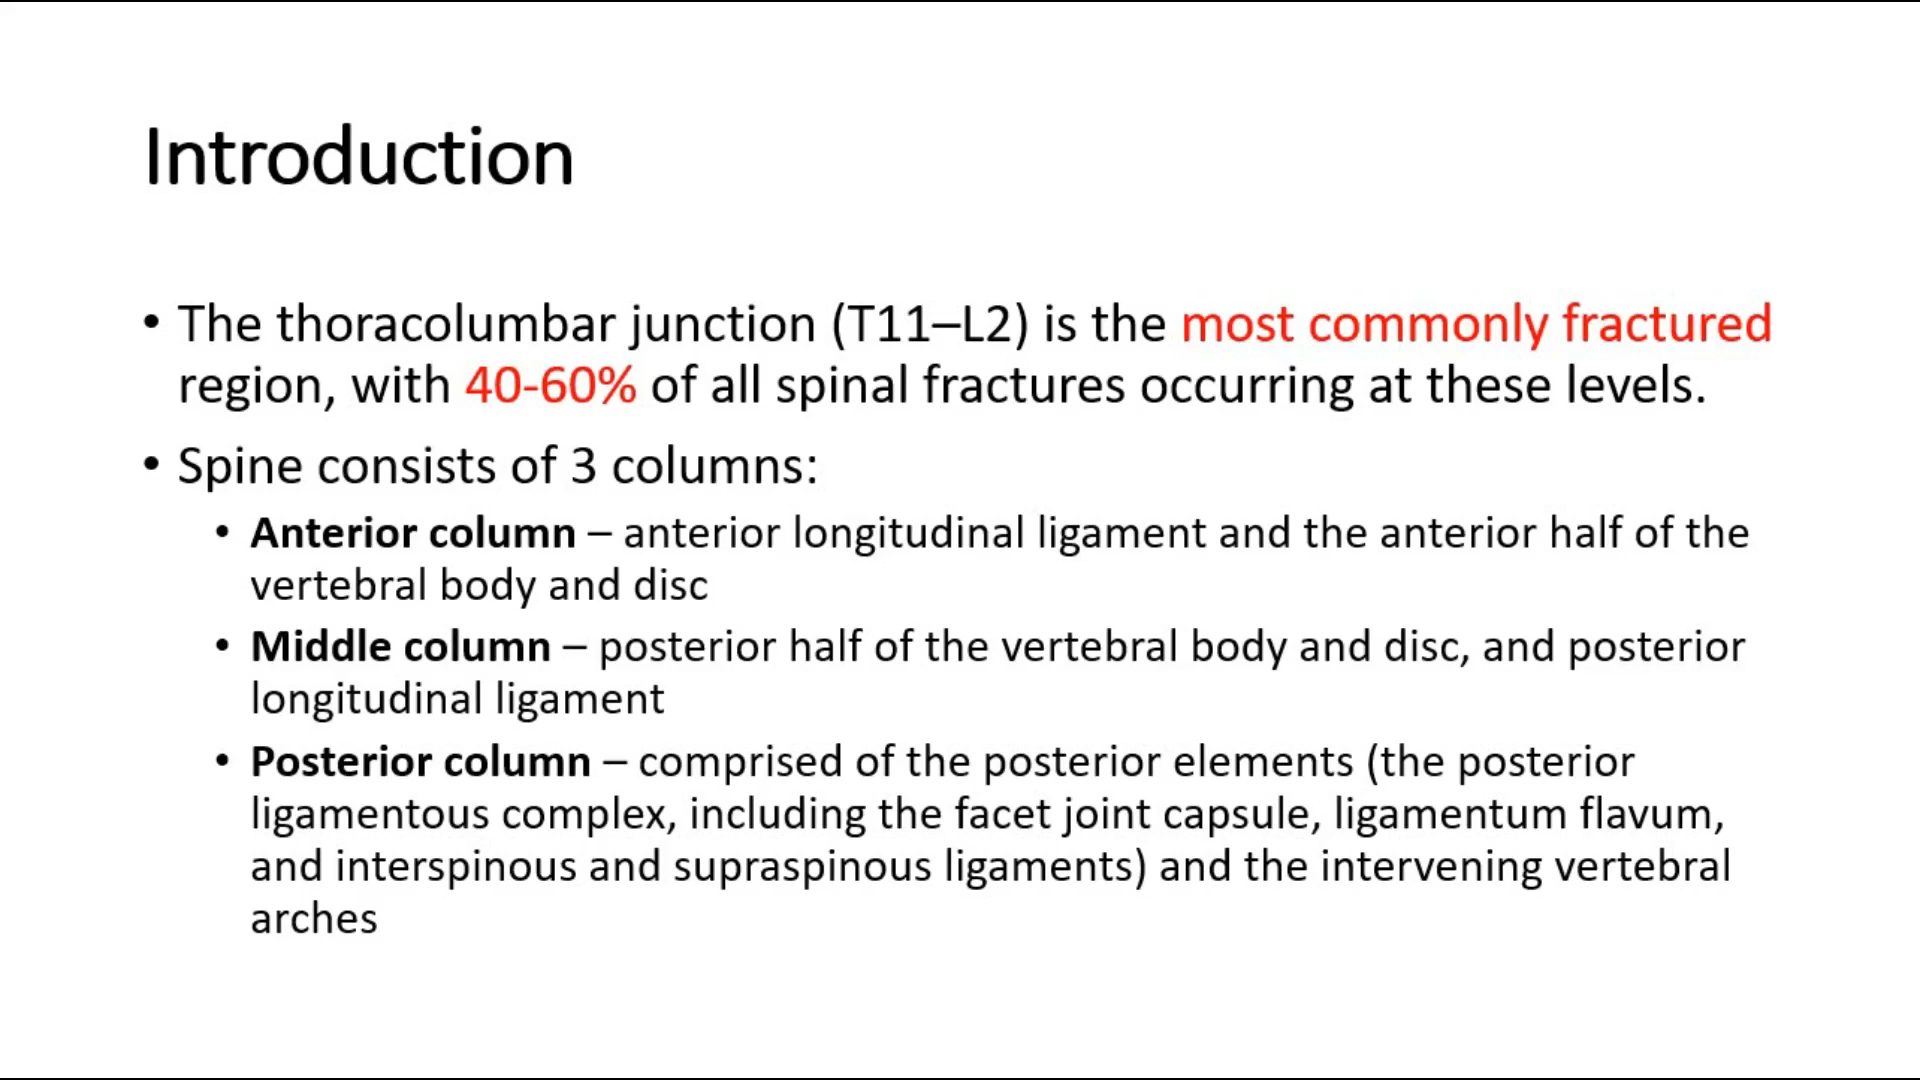 Introduction
• The thoracolumbar junction (T11–L2) is the most commonly fractured
region, with 40-60% of all spinal fractures occurring at these levels.
• Spine consists of 3 columns:
• Anterior column – anterior longitudinal ligament and the anterior half of the
vertebral body and disc
• Middle column – posterior half of the vertebral body and disc, and posterior
longitudinal ligament
• Posterior column – comprised of the posterior elements (the posterior
ligamentous complex, including the facet joint capsule, ligamentum flavum,
and interspinous and supraspinous ligaments) and the intervening vertebral
arches